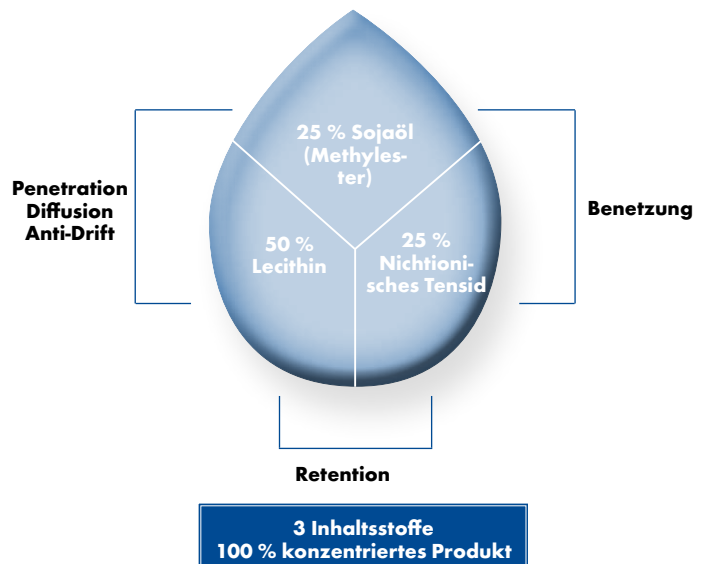 25 % Sojaöl
(Methyles-
ter)
Penetration
Diffusion
Anti-Drift
50 %
Lecithin
25 %
Nichtioni-
sches Tensid
Benetzung
Retention
3 Inhaltsstoffe
100 % konzentriertes Produkt